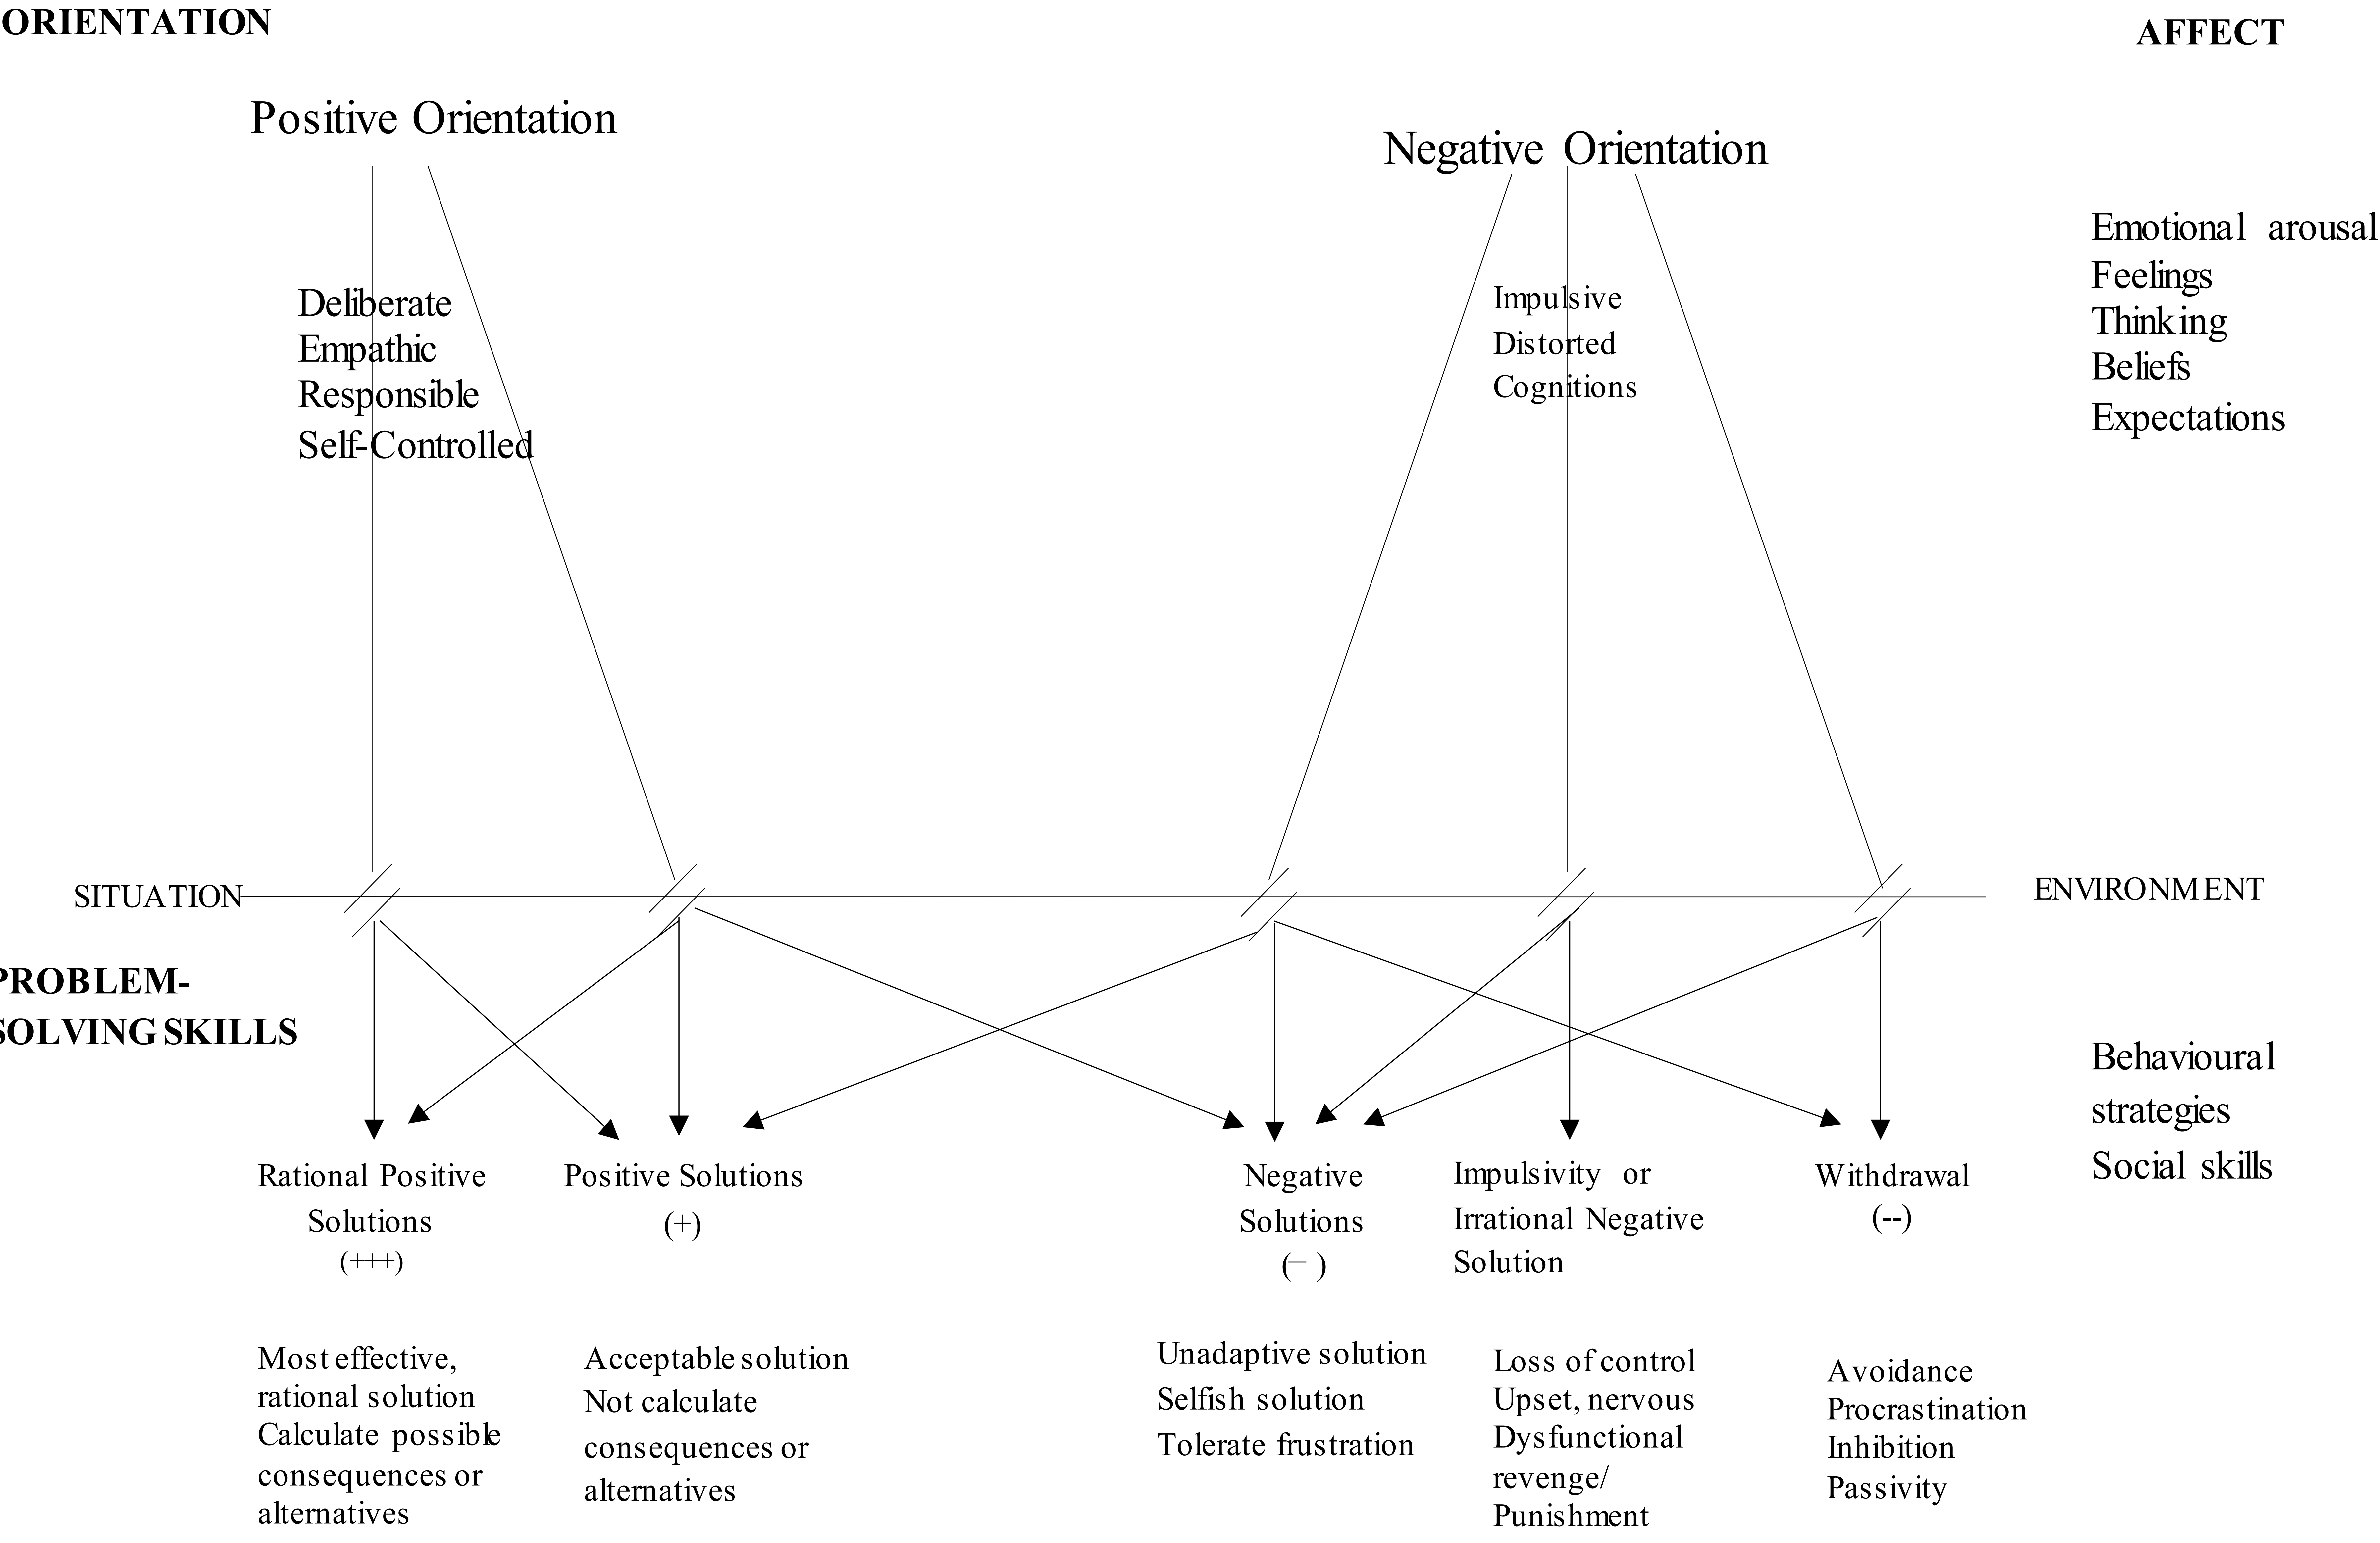 ORIENTATION
AFFECT
Positive Orientation
Negative Orientation
Deliberate
Empathic
Responsible
Self-Controlled
Impulsive
Distorted
Cognitions
Emotional arousal
Feelings
Thinking
Beliefs
Expectations
SITUATION
ENVIRONMENT
PROBLEM-
SOLVING SKILLS
Behavioural
strategies
Social skills
Rational Positive
Solutions
(+++)
Positive Solutions
(+)
Negative
Solutions
(– )
Impulsivity or
Irrational Negative
Solution
Withdrawal
(--)
Most effective,
rational solution
Calculate possible
consequences or
alternatives
Acceptable solution
Not calculate
consequences or
alternatives
Unadaptive solution
Selfish solution
Tolerate frustration
Loss of control
Upset, nervous
Dysfunctional
revenge/
Punishment
Avoidance
Procrastination
Inhibition
Passivity